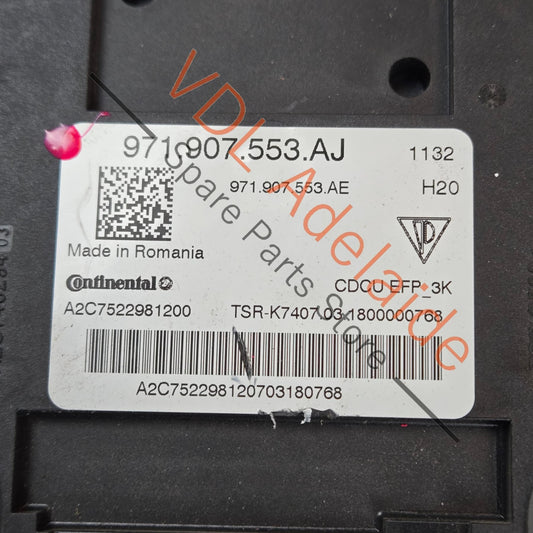 971.907.553.AJ 1132
971.907.553.AE H20
Made in Romania
Continental CDCU EFP_3K
A2C7522981200 TSR-K7407.03.1800000768
A2C752298120703180768
VDL Adelaide
Spare Parts Store